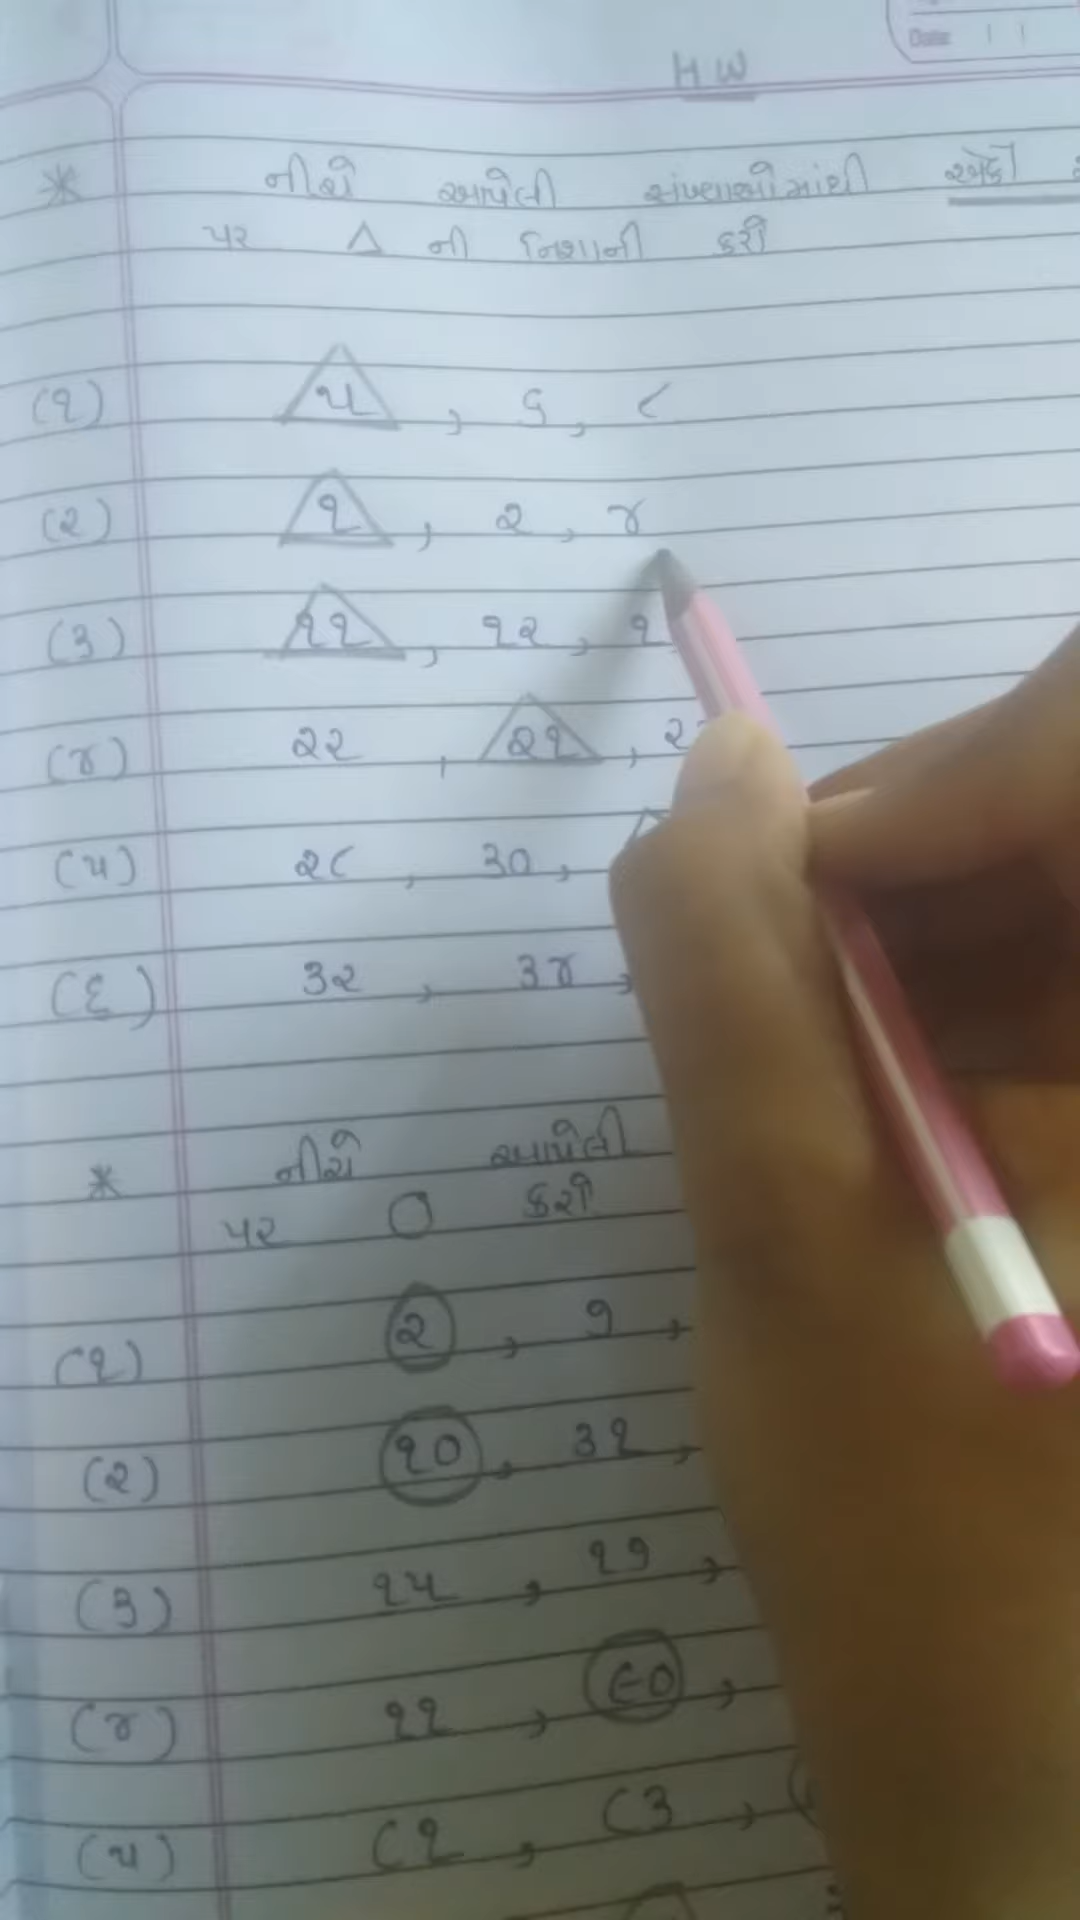 Date
HW
* નીચે આપેલી સંખ્યાઓમાંથી એકી
પર △ ની નિશાની કરો
(૧) ૫ , ૬ , ૮
(૨) ૧ , ૨ , ૪
(૩) ૧૧ , ૧૨ , ૧
(૪) ૨૨ , ૨૧ , ૨
(૫) ૨૮ , ૩૦ ,
(૬) ૩૨ , ૩૪ ,
* નીચે આપેલી
પર ○ કરો
(૧) ૨ , ૭ ,
(૨) ૧૦ , ૩૧ ,
(૩) ૧૫ , ૧૭ ,
(૪) ૧૧ , ૯૦ ,
(૫) ૮૧ , ૮૩ ,